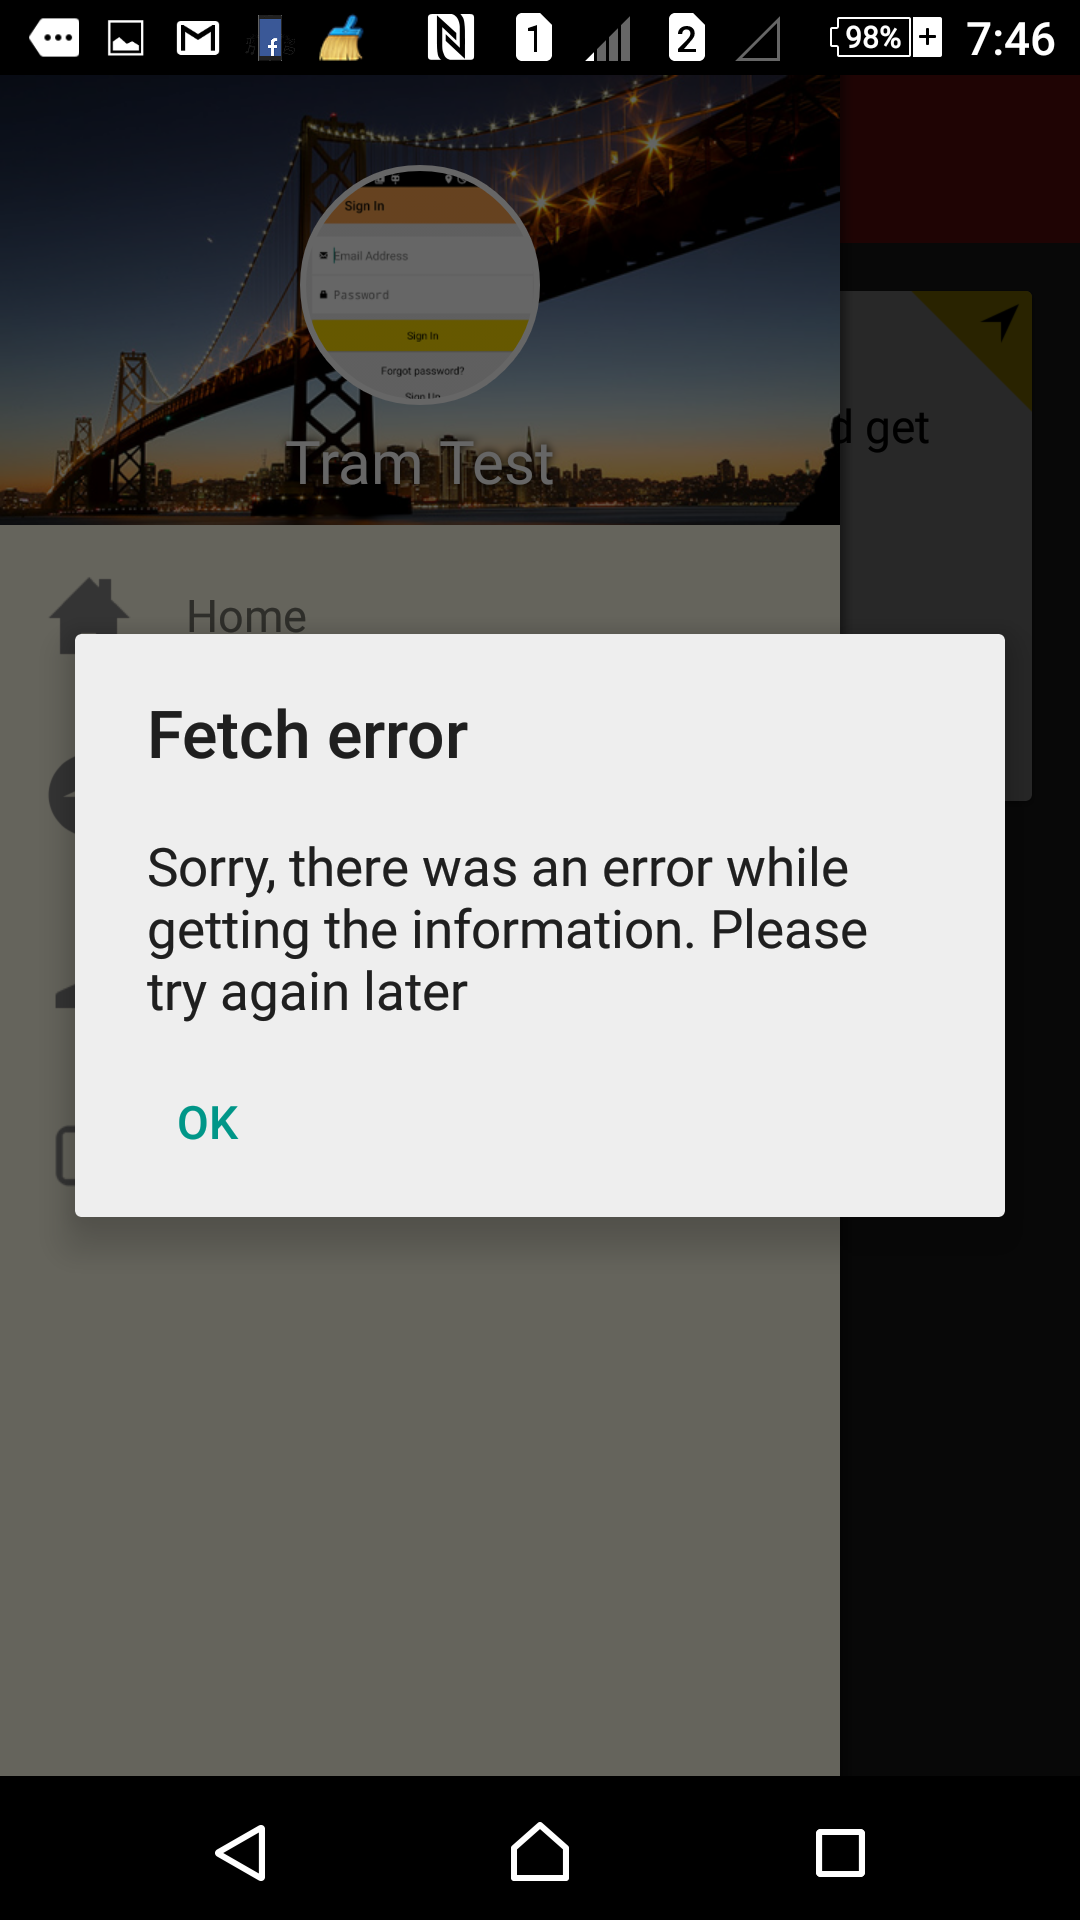 1
2
98%
7:46
Sign In
Email Address
Password
Sign In
Forgot password?
Sign Up
Tram Test
d get
Home
Fetch error
Sorry, there was an error while
getting the information. Please
try again later
OK